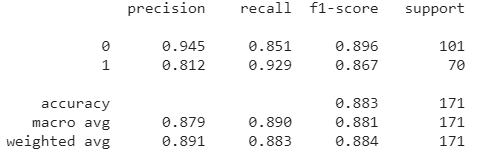 precision recall f1-score support
0 0.945 0.851 0.896 101
1 0.812 0.929 0.867 70
accuracy 0.883 171
macro avg 0.879 0.890 0.881 171
weighted avg 0.891 0.883 0.884 171